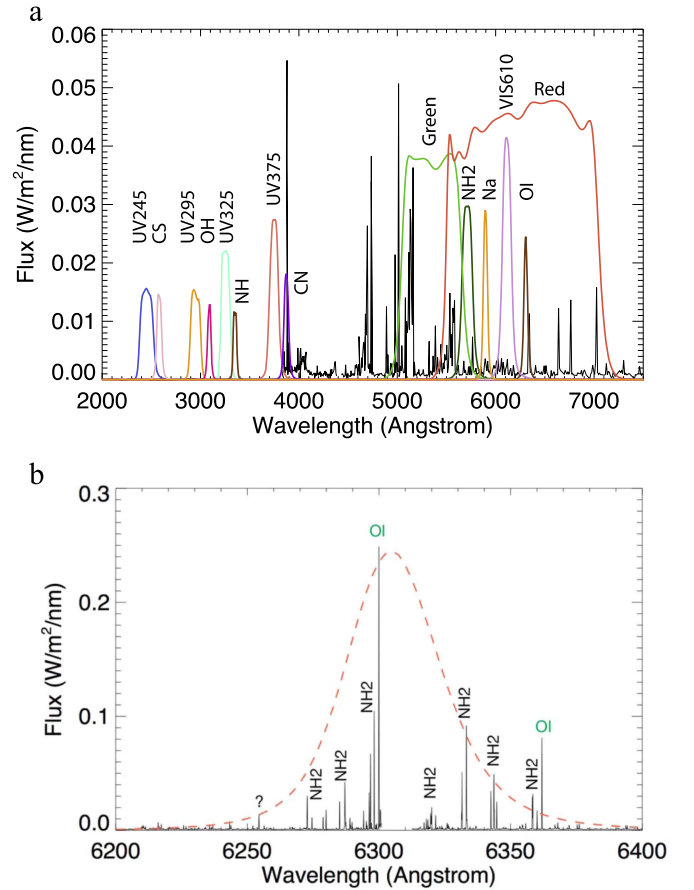 a
0.06
0.05
0.04
0.03
0.02
0.01
0.00
Flux (W/m²/nm)
UV245
CS
UV295
OH
UV325
NH
UV375
CN
Green
NH2
Na
VIS610
OI
Red
2000 3000 4000 5000 6000 7000
Wavelength (Angstrom)
b
0.3
0.2
0.1
0.0
Flux (W/m²/nm)
?
NH2
NH2
NH2
OI
NH2
NH2
NH2
NH2
OI
6200 6250 6300 6350 6400
Wavelength (Angstrom)